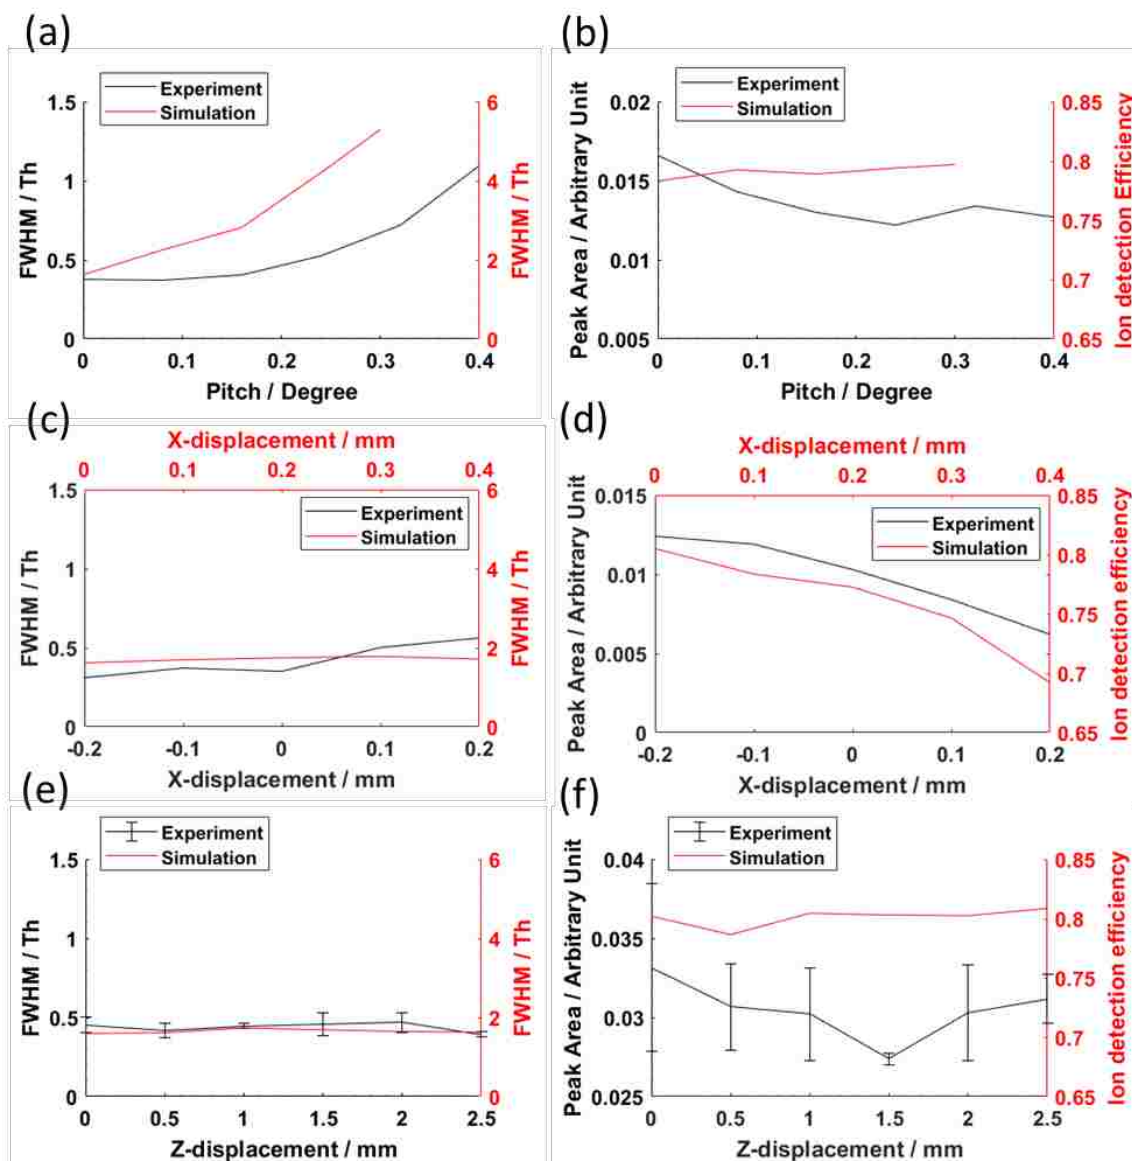 (a)
Experiment
Simulation
1.5
1
0.5
0
FWHM / Th
6
4
2
0
FWHM / Th
0 0.1 0.2 0.3 0.4
Pitch / Degree
(b)
Experiment
Simulation
0.02
0.015
0.01
0.005
Peak Area / Arbitrary Unit
0.85
0.8
0.75
0.7
0.65
Ion detection Efficiency
0 0.1 0.2 0.3 0.4
Pitch / Degree
(c)
X-displacement / mm
0 0.1 0.2 0.3 0.4
Experiment
Simulation
1.5
1
0.5
0
FWHM / Th
6
4
2
0
FWHM / Th
-0.2 -0.1 0 0.1 0.2
X-displacement / mm
(d)
X-displacement / mm
0 0.1 0.2 0.3 0.4
Experiment
Simulation
0.015
0.01
0.005
0
Peak Area / Arbitrary Unit
0.85
0.8
0.75
0.7
0.65
Ion detection efficiency
-0.2 -0.1 0 0.1 0.2
X-displacement / mm
(e)
Experiment
Simulation
1.5
1
0.5
0
FWHM / Th
6
4
2
0
FWHM / Th
0 0.5 1 1.5 2 2.5
Z-displacement / mm
(f)
Experiment
Simulation
0.04
0.035
0.03
0.025
Peak Area / Arbitrary Unit
0.85
0.8
0.75
0.7
0.65
Ion detection efficiency
0 0.5 1 1.5 2 2.5
Z-displacement / mm